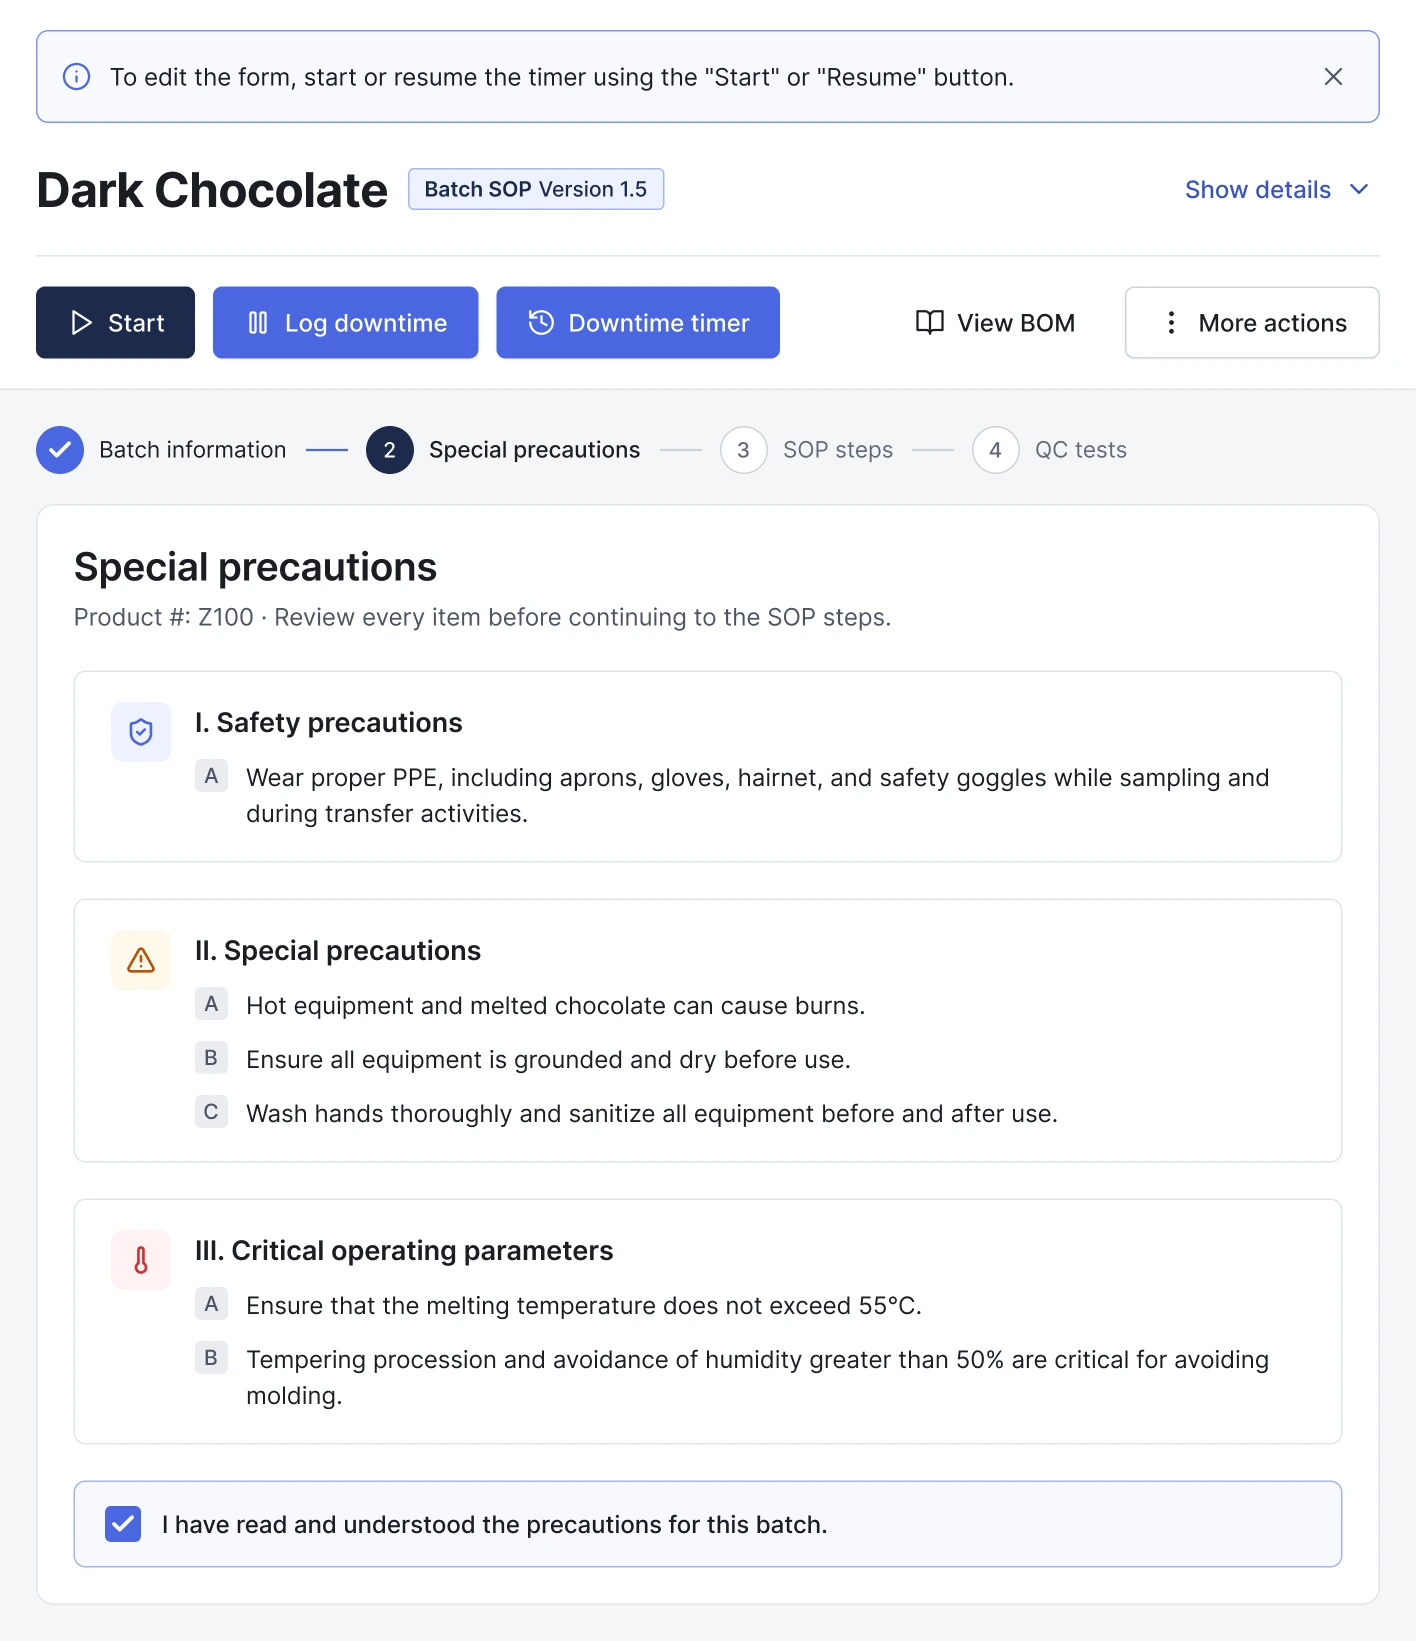 To edit the form, start or resume the timer using the "Start" or "Resume" button.
Dark Chocolate
Batch SOP Version 1.5
Show details
Start
Log downtime
Downtime timer
View BOM
More actions
Batch information
2 Special precautions
3 SOP steps
4 QC tests
Special precautions
Product #: Z100 · Review every item before continuing to the SOP steps.
I. Safety precautions
A Wear proper PPE, including aprons, gloves, hairnet, and safety goggles while sampling and
during transfer activities.
II. Special precautions
A Hot equipment and melted chocolate can cause burns.
B Ensure all equipment is grounded and dry before use.
C Wash hands thoroughly and sanitize all equipment before and after use.
III. Critical operating parameters
A Ensure that the melting temperature does not exceed 55°C.
B Tempering procession and avoidance of humidity greater than 50% are critical for avoiding
molding.
I have read and understood the precautions for this batch.